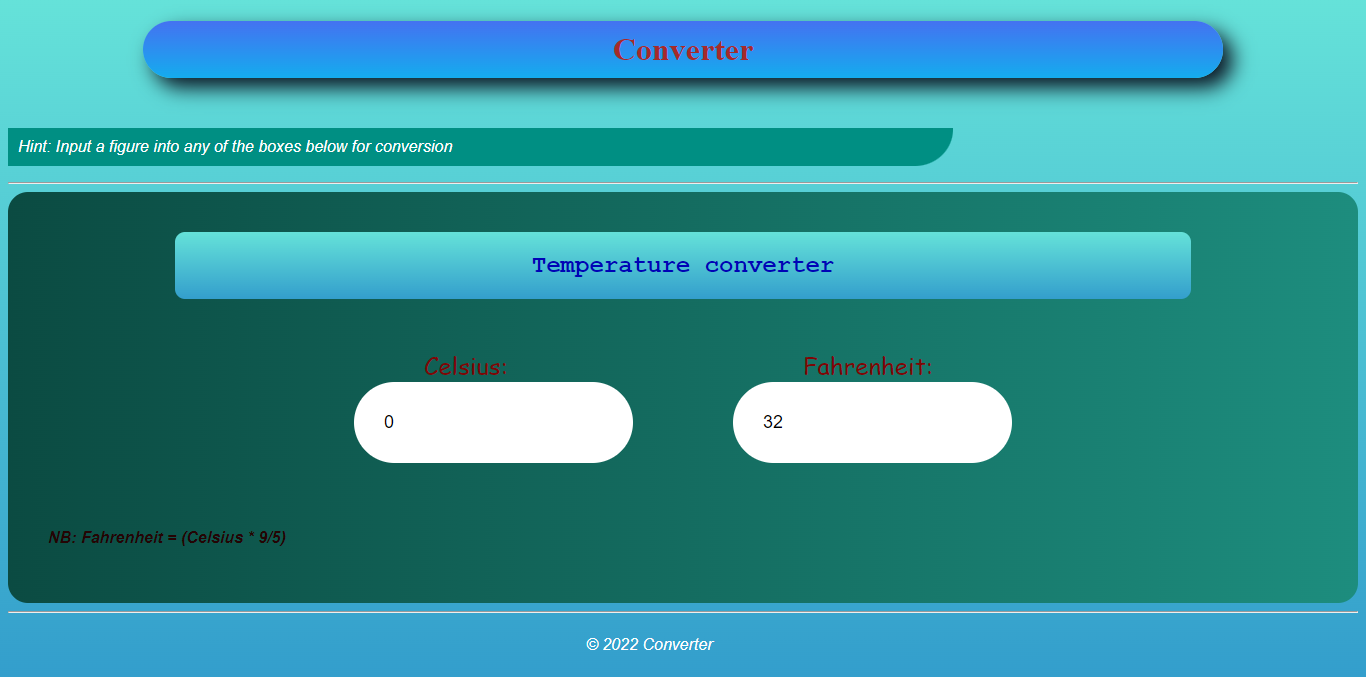 Converter
Hint: Input a figure into any of the boxes below for conversion
Temperature converter
Celsius: Fahrenheit:
0 32
NB: Fahrenheit = (Celsius * 9/5)
© 2022 Converter